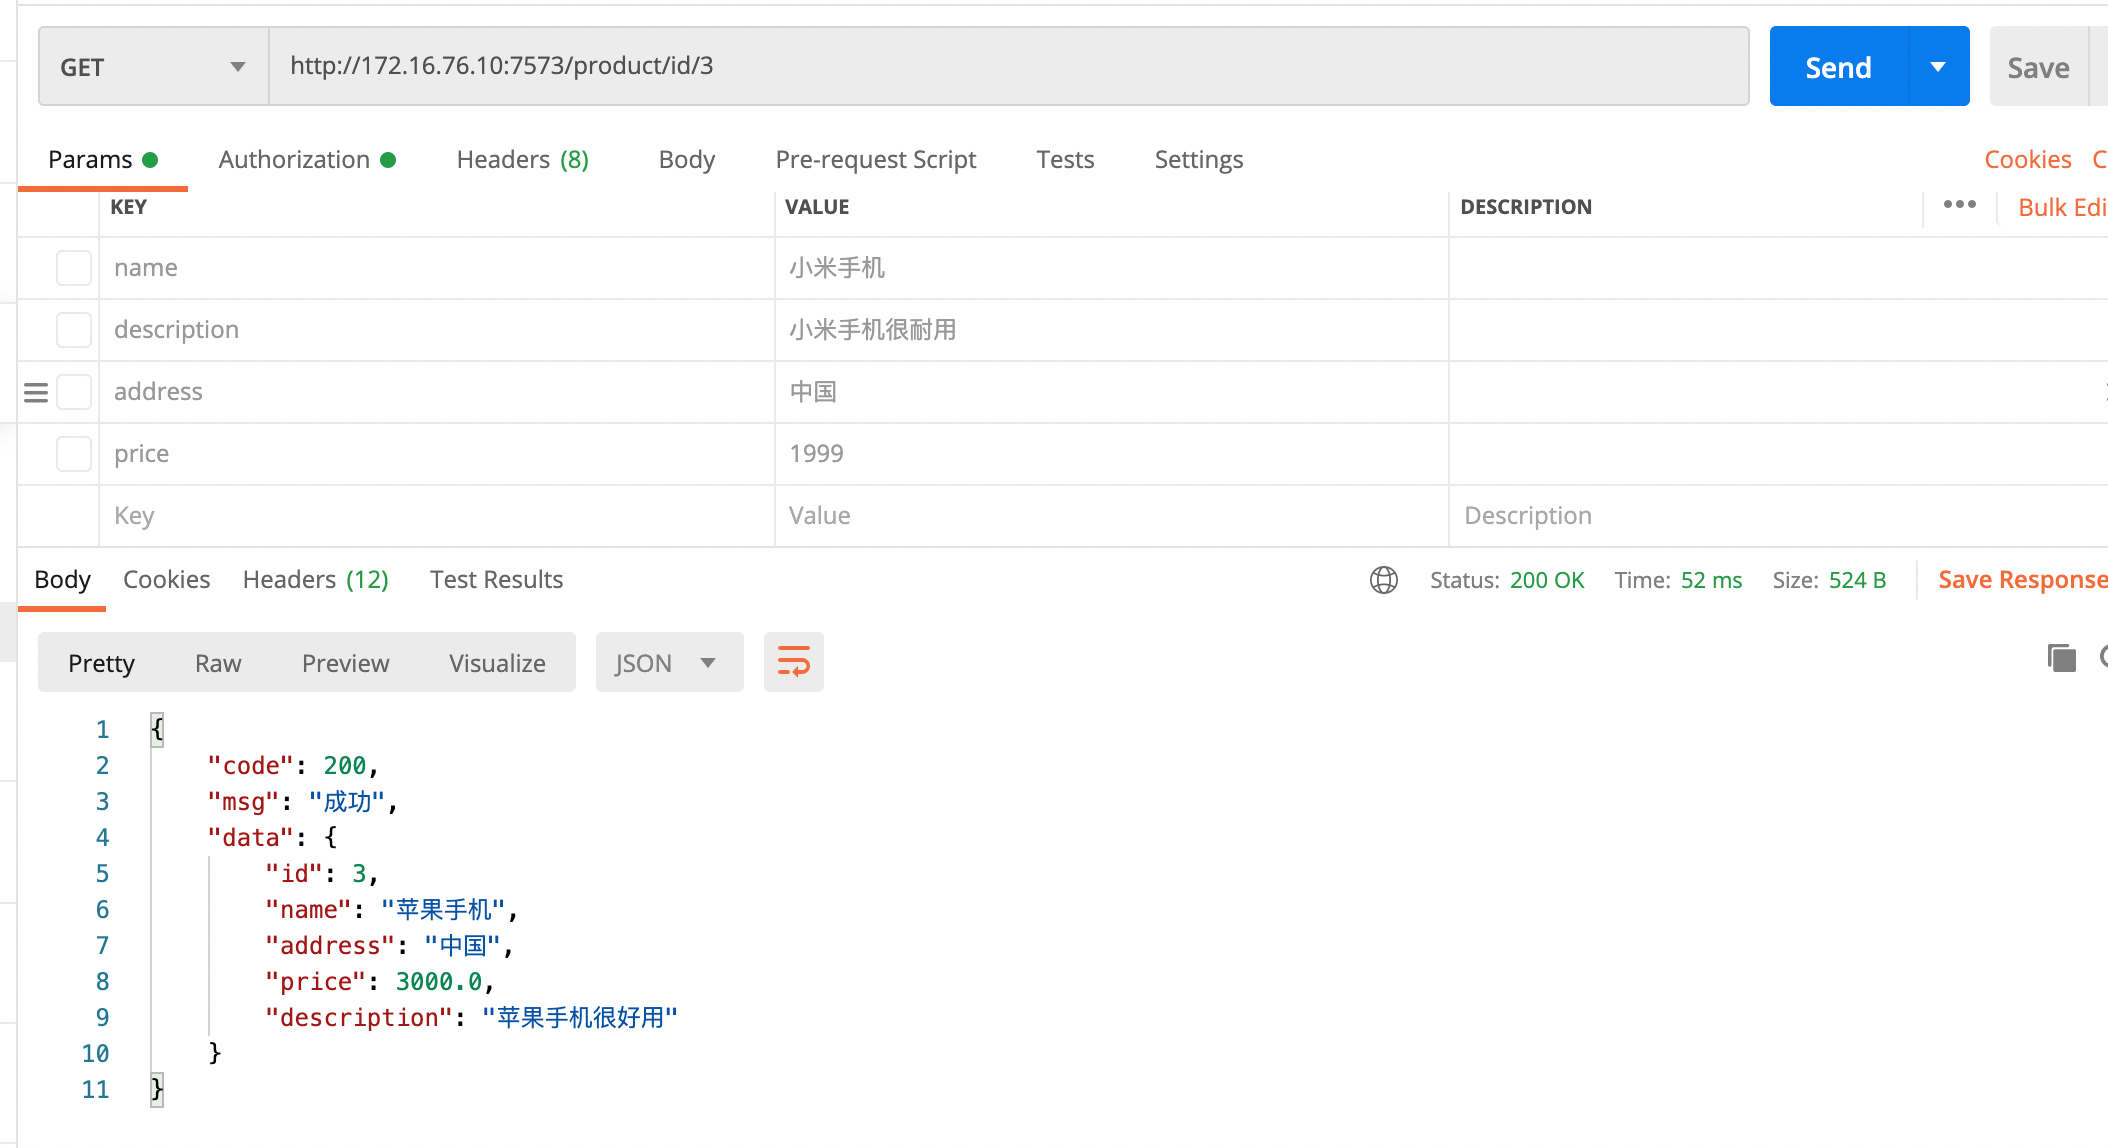 GET http://172.16.76.10:7573/product/id/3 Send Save
Params Authorization Headers (8) Body Pre-request Script Tests Settings Cookies
KEY VALUE DESCRIPTION ••• Bulk Edi
name 小米手机
description 小米手机很耐用
address 中国
price 1999
Key Value Description
Body Cookies Headers (12) Test Results Status: 200 OK Time: 52 ms Size: 524 B Save Response
Pretty Raw Preview Visualize JSON
1 {
2 "code": 200,
3 "msg": "成功",
4 "data": {
5 "id": 3,
6 "name": "苹果手机",
7 "address": "中国",
8 "price": 3000.0,
9 "description": "苹果手机很好用"
10 }
11 }